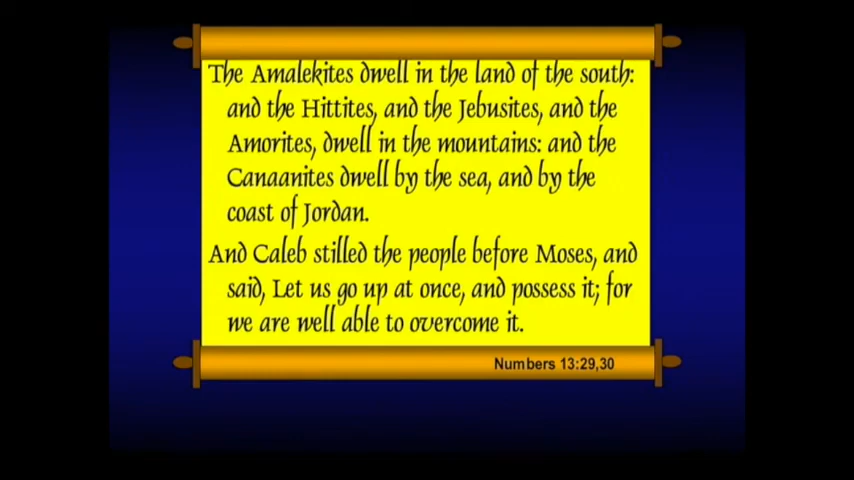 The Amalekites dwell in the land of the south:
and the Hittites, and the Jebusites, and the
Amorites, dwell in the mountains: and the
Canaanites dwell by the sea, and by the
coast of Jordan.
And Caleb stilled the people before Moses, and
said, Let us go up at once, and possess it; for
we are well able to overcome it.
Numbers 13:29,30